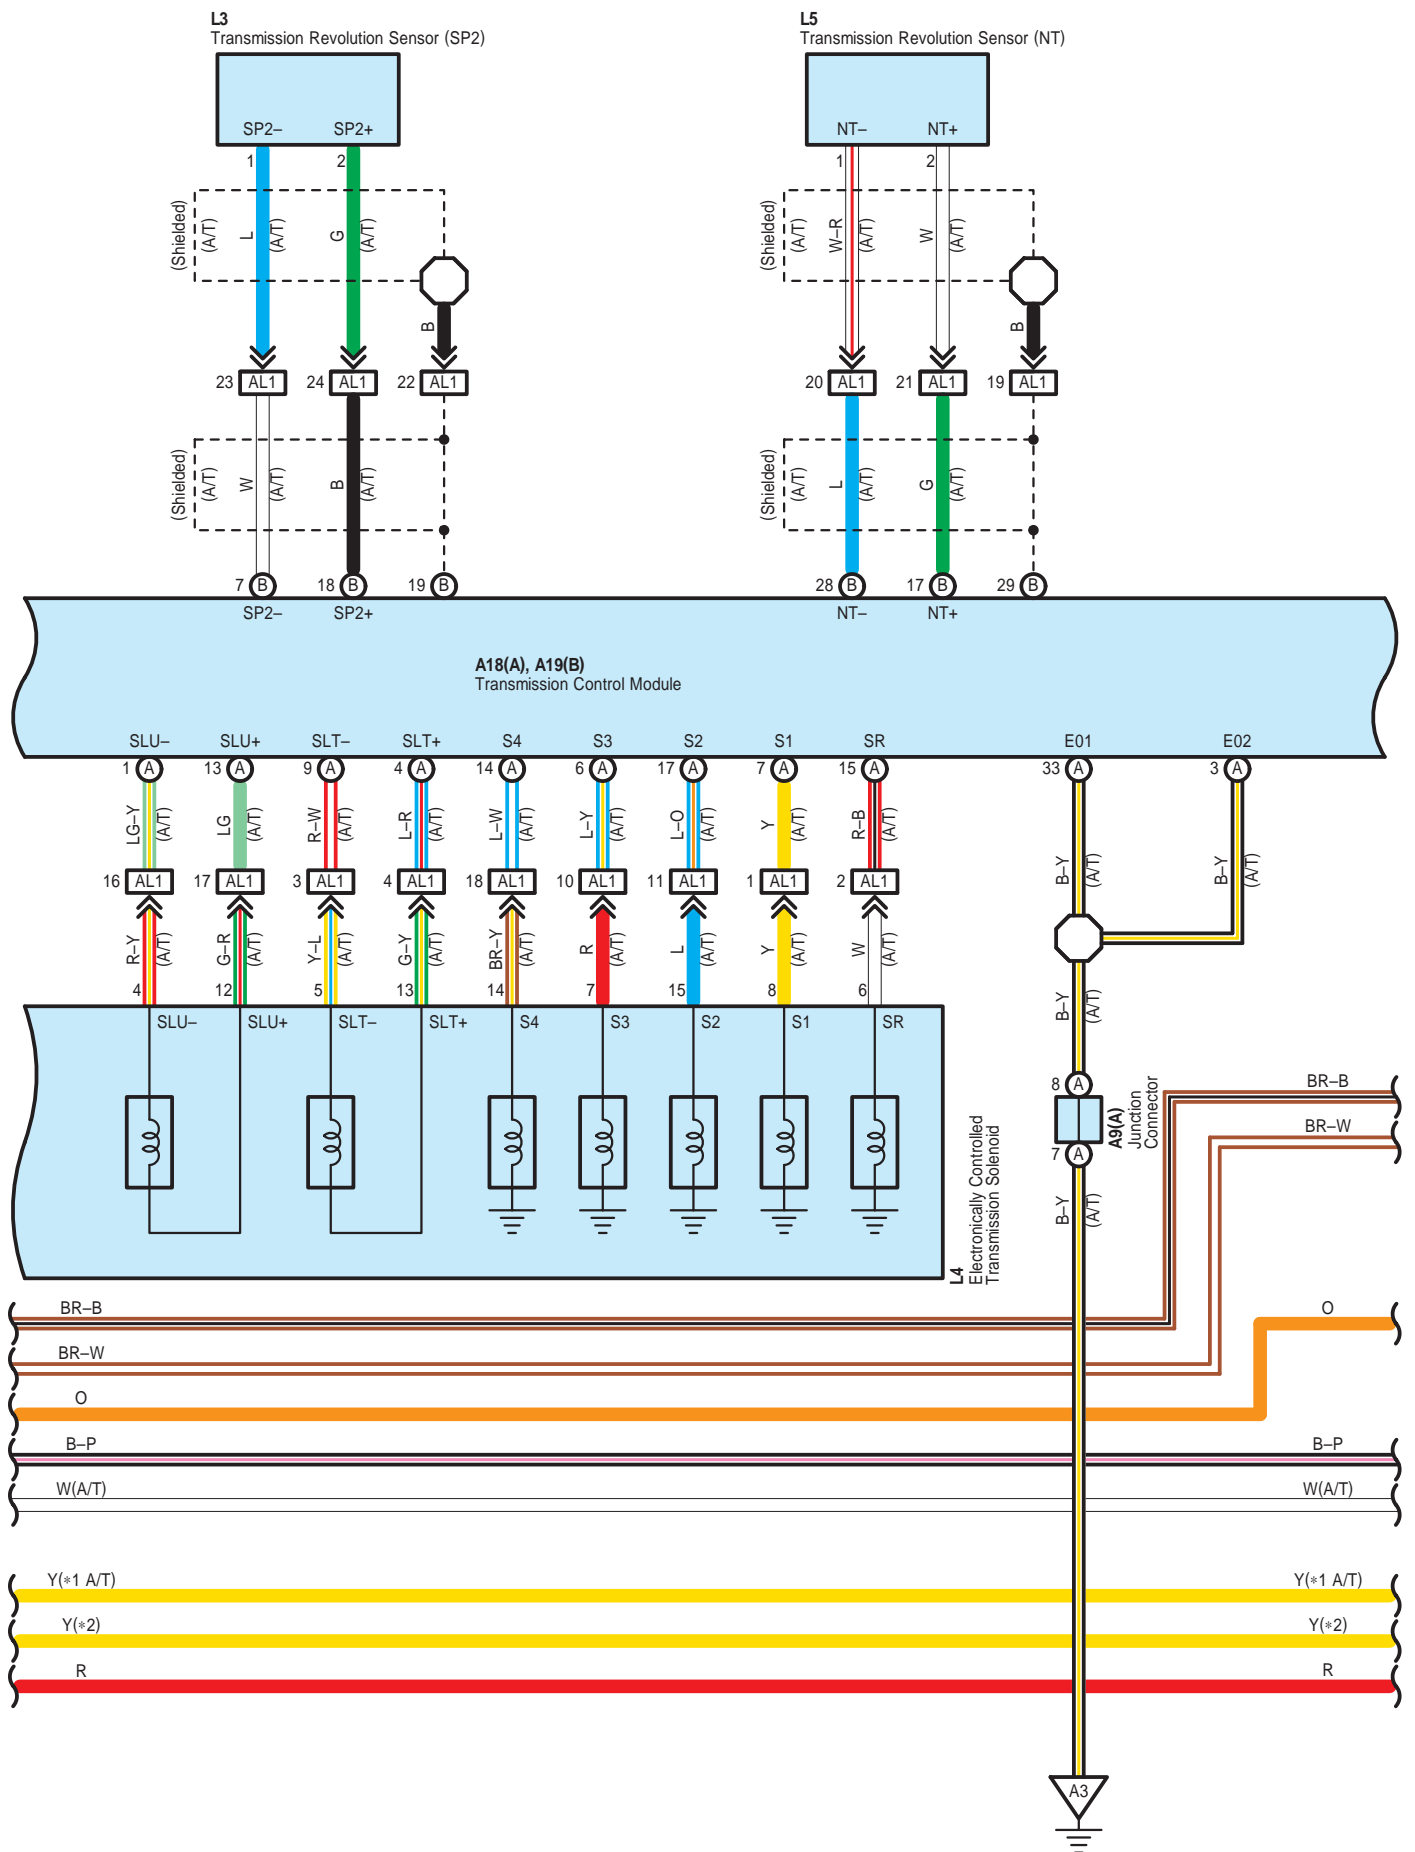 L3
Transmission Revolution Sensor (SP2)
L5
Transmission Revolution Sensor (NT)
SP2– SP2+ NT– NT+
1 2 1 2
(Shielded) (A/T) L (A/T) G (A/T) (Shielded) (A/T) W–R (A/T) W (A/T)
B B
23 AL1 24 AL1 22 AL1 20 AL1 21 AL1 19 AL1
(Shielded) (A/T) W (A/T) B (A/T) (Shielded) (A/T) L (A/T) G (A/T)
7 B 18 B 19 B 28 B 17 B 29 B
SP2– SP2+ NT– NT+
A18(A), A19(B)
Transmission Control Module
SLU– SLU+ SLT– SLT+ S4 S3 S2 S1 SR E01 E02
1 A 13 A 9 A 4 A 14 A 6 A 17 A 7 A 15 A 33 A 3 A
LG–Y (A/T) LG (A/T) R–W (A/T) L–R (A/T) L–W (A/T) L–Y (A/T) L–O (A/T) Y (A/T) R–B (A/T) B–Y (A/T) B–Y (A/T)
16 AL1 17 AL1 3 AL1 4 AL1 18 AL1 10 AL1 11 AL1 1 AL1 2 AL1
R–Y (A/T) G–R (A/T) Y–L (A/T) G–Y (A/T) BR–Y (A/T) R (A/T) L (A/T) Y (A/T) W (A/T)
4 12 5 13 14 7 15 8 6
B–Y (A/T)
SLU– SLU+ SLT– SLT+ S4 S3 S2 S1 SR
8 A
A9(A)
Junction
Connector
7 A
BR–B
BR–W
B–Y (A/T)
L4
Electronically Controlled
Transmission Solenoid
BR–B O
BR–W
O
B–P B–P
W(A/T) W(A/T)
Y(*1 A/T) Y(*1 A/T)
Y(*2) Y(*2)
R R
A3